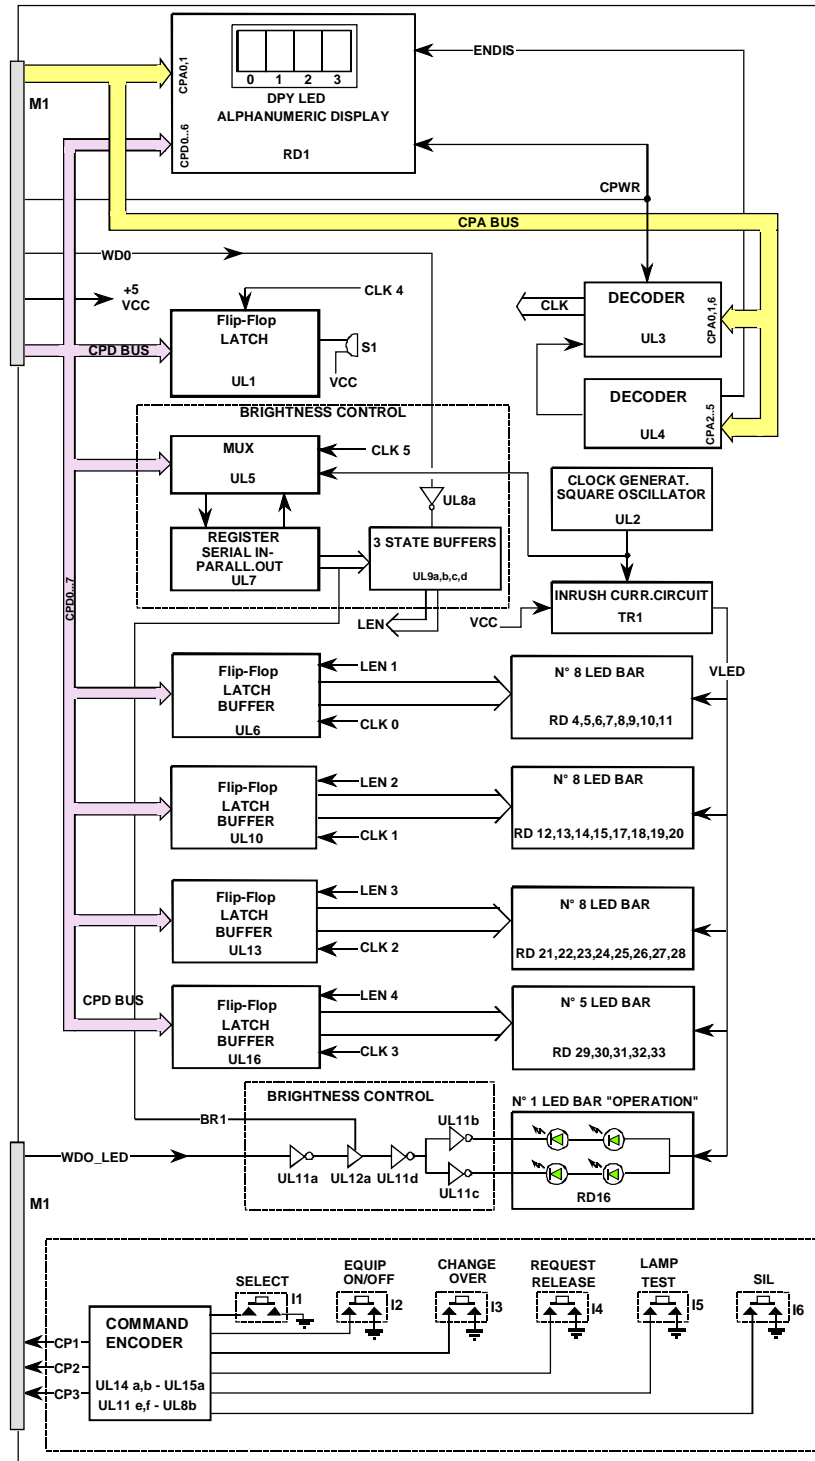 CPA0,1
0 1 2 3
ENDIS
DPY LED
ALPHANUMERIC DISPLAY
M1
CPD0...6
RD1
CPWR
CPA BUS
WD0
+5
VCC
CLK 4
Flip-Flop
LATCH
UL1
CPD BUS
S1
VCC
CLK
DECODER
UL3
CPA0,1,6
DECODER
UL4
CPA2..5
BRIGHTNESS CONTROL
MUX
UL5
CLK 5
UL8a
CLOCK GENERAT.
SQUARE OSCILLATOR
UL2
REGISTER
SERIAL IN-
PARALL.OUT
UL7
3 STATE BUFFERS
UL9a,b,c,d
INRUSH CURR.CIRCUIT
TR1
CPD0...7
LEN
VCC
VLED
Flip-Flop
LATCH
BUFFER
UL6
LEN 1
CLK 0
N° 8 LED BAR
RD 4,5,6,7,8,9,10,11
Flip-Flop
LATCH
BUFFER
UL10
LEN 2
CLK 1
N° 8 LED BAR
RD 12,13,14,15,17,18,19,20
Flip-Flop
LATCH
BUFFER
UL13
LEN 3
CLK 2
N° 8 LED BAR
RD 21,22,23,24,25,26,27,28
CPD BUS
Flip-Flop
LATCH
BUFFER
UL16
LEN 4
CLK 3
N° 5 LED BAR
RD 29,30,31,32,33
BRIGHTNESS CONTROL
N° 1 LED BAR "OPERATION"
BR1
UL11b
WDO_LED
UL11a
UL12a
UL11d
UL11c
RD16
M1
SELECT
I1
EQUIP
ON/OFF
I2
CHANGE
OVER
I3
REQUEST
RELEASE
I4
LAMP
TEST
I5
SIL
I6
COMMAND
ENCODER
UL14 a,b - UL15a
UL11 e,f - UL8b
CP1
CP2
CP3